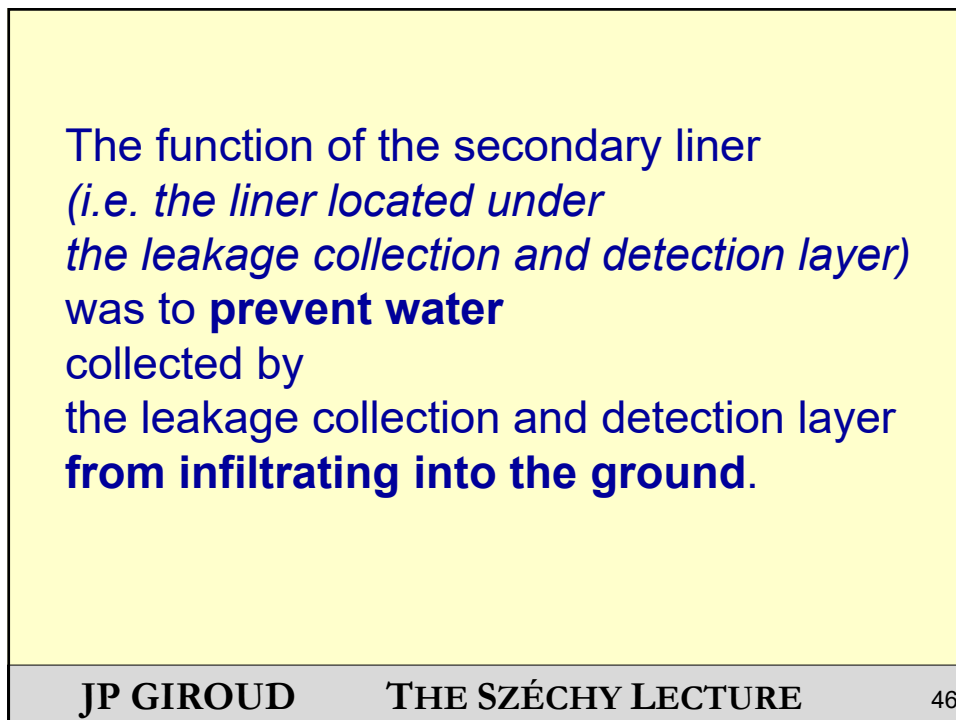 The function of the secondary liner
(i.e. the liner located under
the leakage collection and detection layer)
was to prevent water
collected by
the leakage collection and detection layer
from infiltrating into the ground.
JP GIROUD THE SZÉCHY LECTURE 46